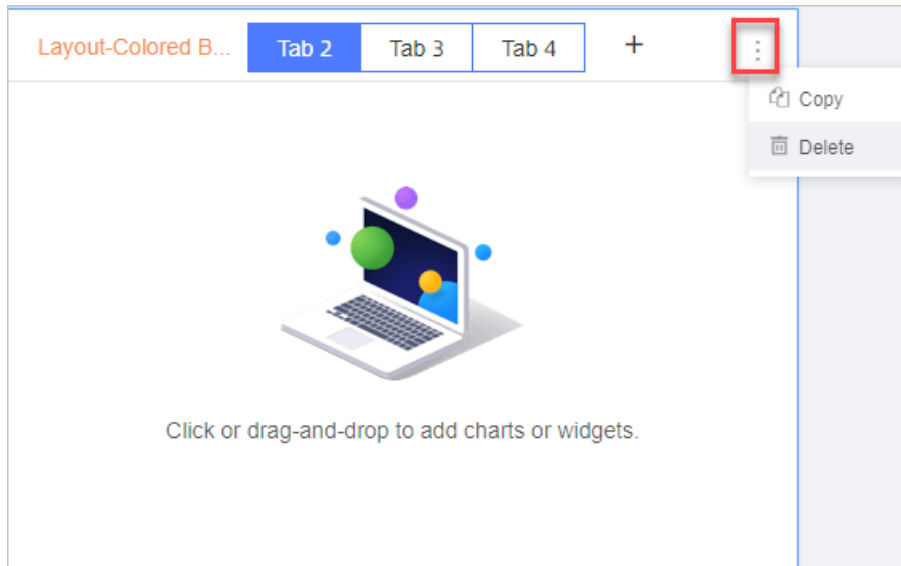 Layout-Colored B... Tab 2 Tab 3 Tab 4 +
Copy
Delete
Click or drag-and-drop to add charts or widgets.